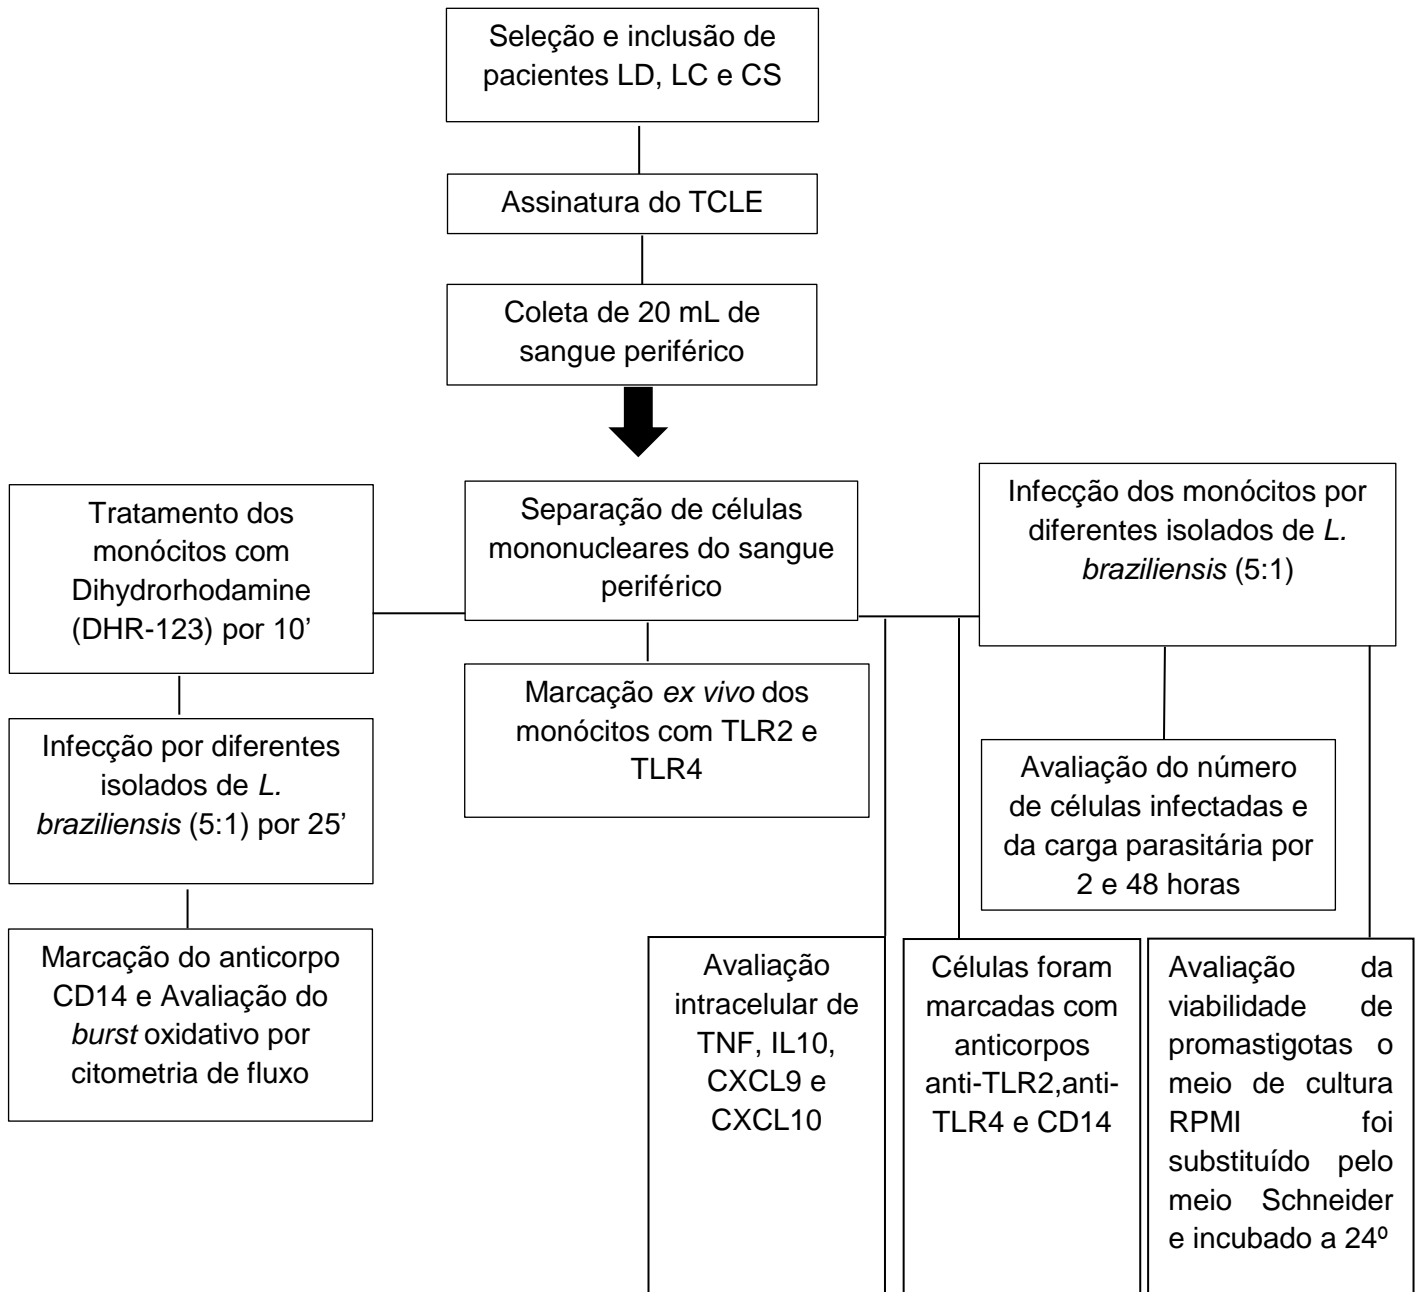 Seleção e inclusão de
pacientes LD, LC e CS
Assinatura do TCLE
Coleta de 20 mL de
sangue periférico
Tratamento dos
monócitos com
Dihydrorhodamine
(DHR-123) por 10’
Infecção por diferentes
isolados de L.
braziliensis (5:1) por 25’
Marcação do anticorpo
CD14 e Avaliação do
burst oxidativo por
citometria de fluxo
Separação de células
mononucleares do sangue
periférico
Marcação ex vivo dos
monócitos com TLR2 e
TLR4
Infecção dos monócitos por
diferentes isolados de L.
braziliensis (5:1)
Avaliação do número
de células infectadas e
da carga parasitária por
2 e 48 horas
Avaliação
intracelular de
TNF, IL10,
CXCL9 e
CXCL10
Células foram
marcadas com
anticorpos
anti-TLR2,anti-
TLR4 e CD14
Avaliação da
viabilidade de
promastigotas o
meio de cultura
RPMI foi
substituído pelo
meio Schneider
e incubado a 24º